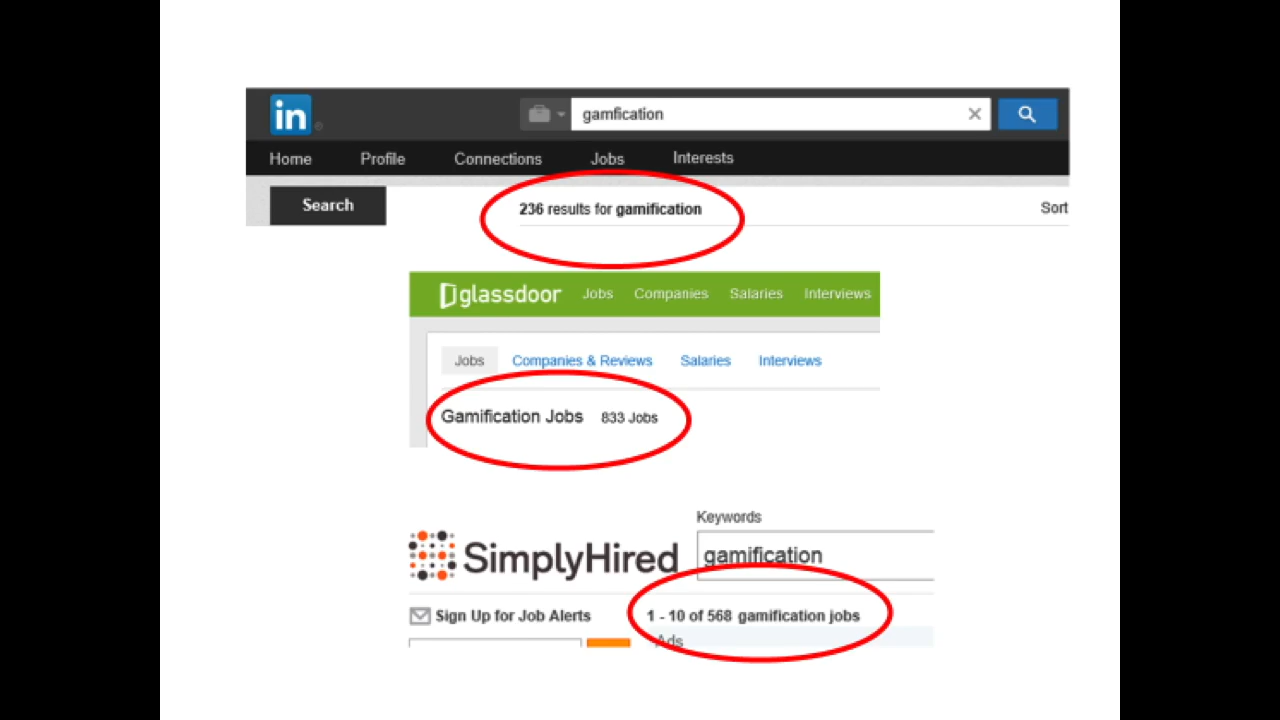 in ®
gamfication
Home Profile Connections Jobs Interests
Search
236 results for gamification
Sort
glassdoor Jobs Companies Salaries Interviews
Jobs Companies & Reviews Salaries Interviews
Gamification Jobs 833 Jobs
Keywords
SimplyHired gamification
Sign Up for Job Alerts 1 - 10 of 568 gamification jobs
Ads